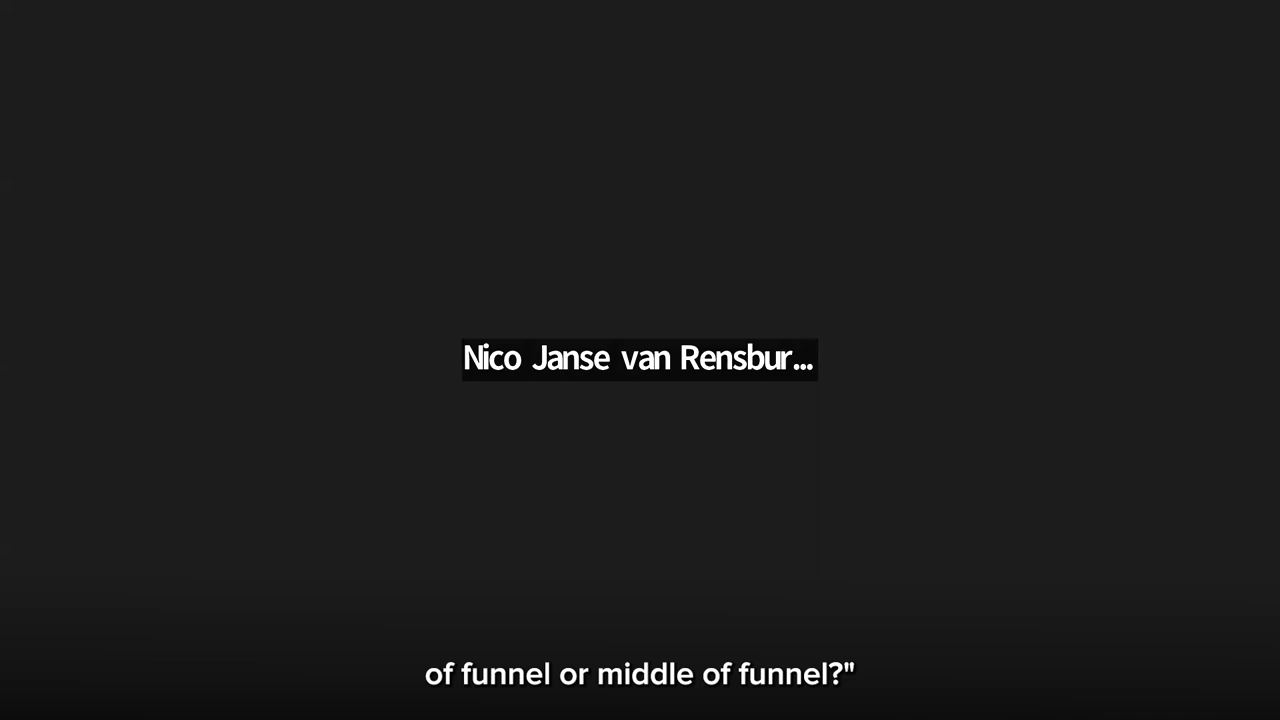 Nico Janse van Rensbur...
of funnel or middle of funnel?"